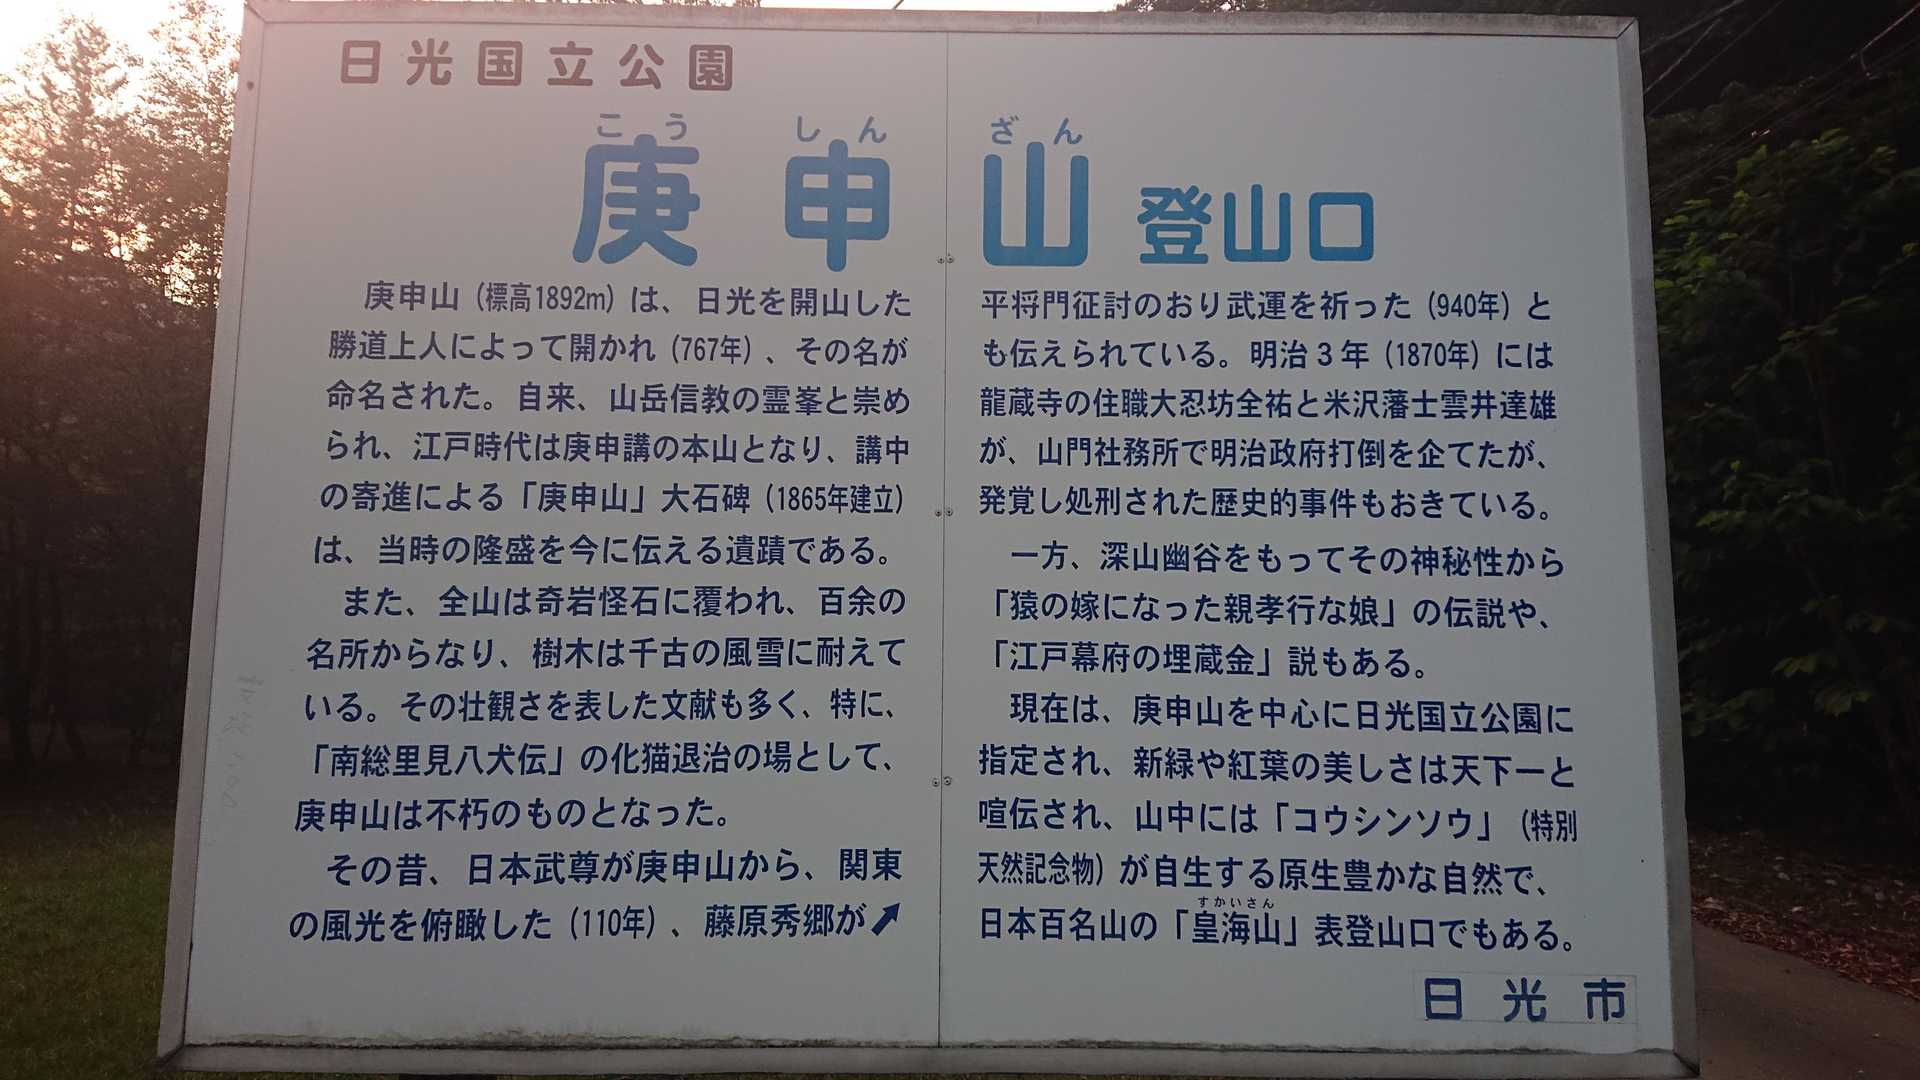 日光国立公園
こう しん ざん
庚申山 登山口
庚申山（標高1892m）は、日光を開山した
勝道上人によって開かれ（767年）、その名が
命名された。自来、山岳信教の霊峯と崇め
られ、江戸時代は庚申講の本山となり、講中
の寄進による「庚申山」大石碑（1865年建立）
は、当時の隆盛を今に伝える遺蹟である。
また、全山は奇岩怪石に覆われ、百余の
名所からなり、樹木は千古の風雪に耐えて
いる。その壮観さを表した文献も多く、特に、
「南総里見八犬伝」の化猫退治の場として、
庚申山は不朽のものとなった。
その昔、日本武尊が庚申山から、関東
の風光を俯瞰した（110年）、藤原秀郷が↗
平将門征討のおり武運を祈った（940年）と
も伝えられている。明治３年（1870年）には
龍蔵寺の住職大忍坊全祐と米沢藩士雲井達雄
が、山門社務所で明治政府打倒を企てたが、
発覚し処刑された歴史的事件もおきている。
一方、深山幽谷をもってその神秘性から
「猿の嫁になった親孝行な娘」の伝説や、
「江戸幕府の埋蔵金」説もある。
現在は、庚申山を中心に日光国立公園に
指定され、新緑や紅葉の美しさは天下一と
喧伝され、山中には「コウシンソウ」（特別
天然記念物）が自生する原生豊かな自然で、
すかいさん
日本百名山の「皇海山」表登山口でもある。
日光市